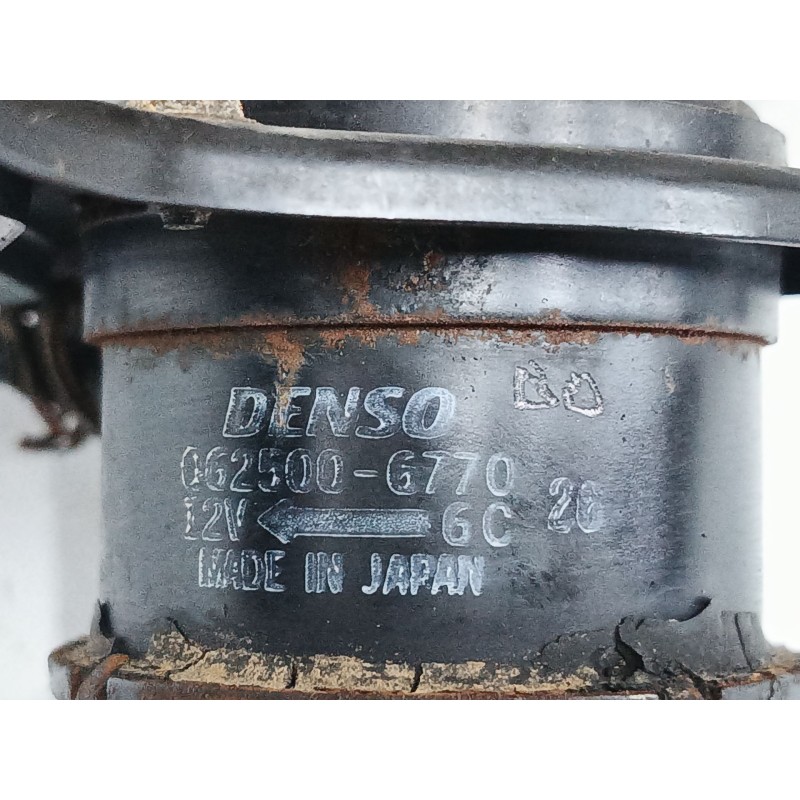 DENSO
062500-6770
12V 6C 26
MADE IN JAPAN